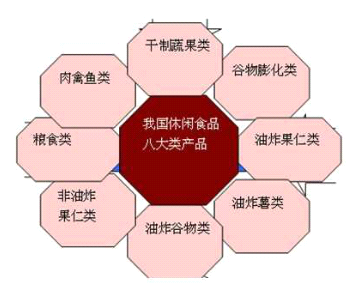 干制蔬果类
肉禽鱼类
谷物膨化类
我国休闲食品
八大类产品
粮食类
油炸果仁类
非油炸
果仁类
油炸薯类
油炸谷物类